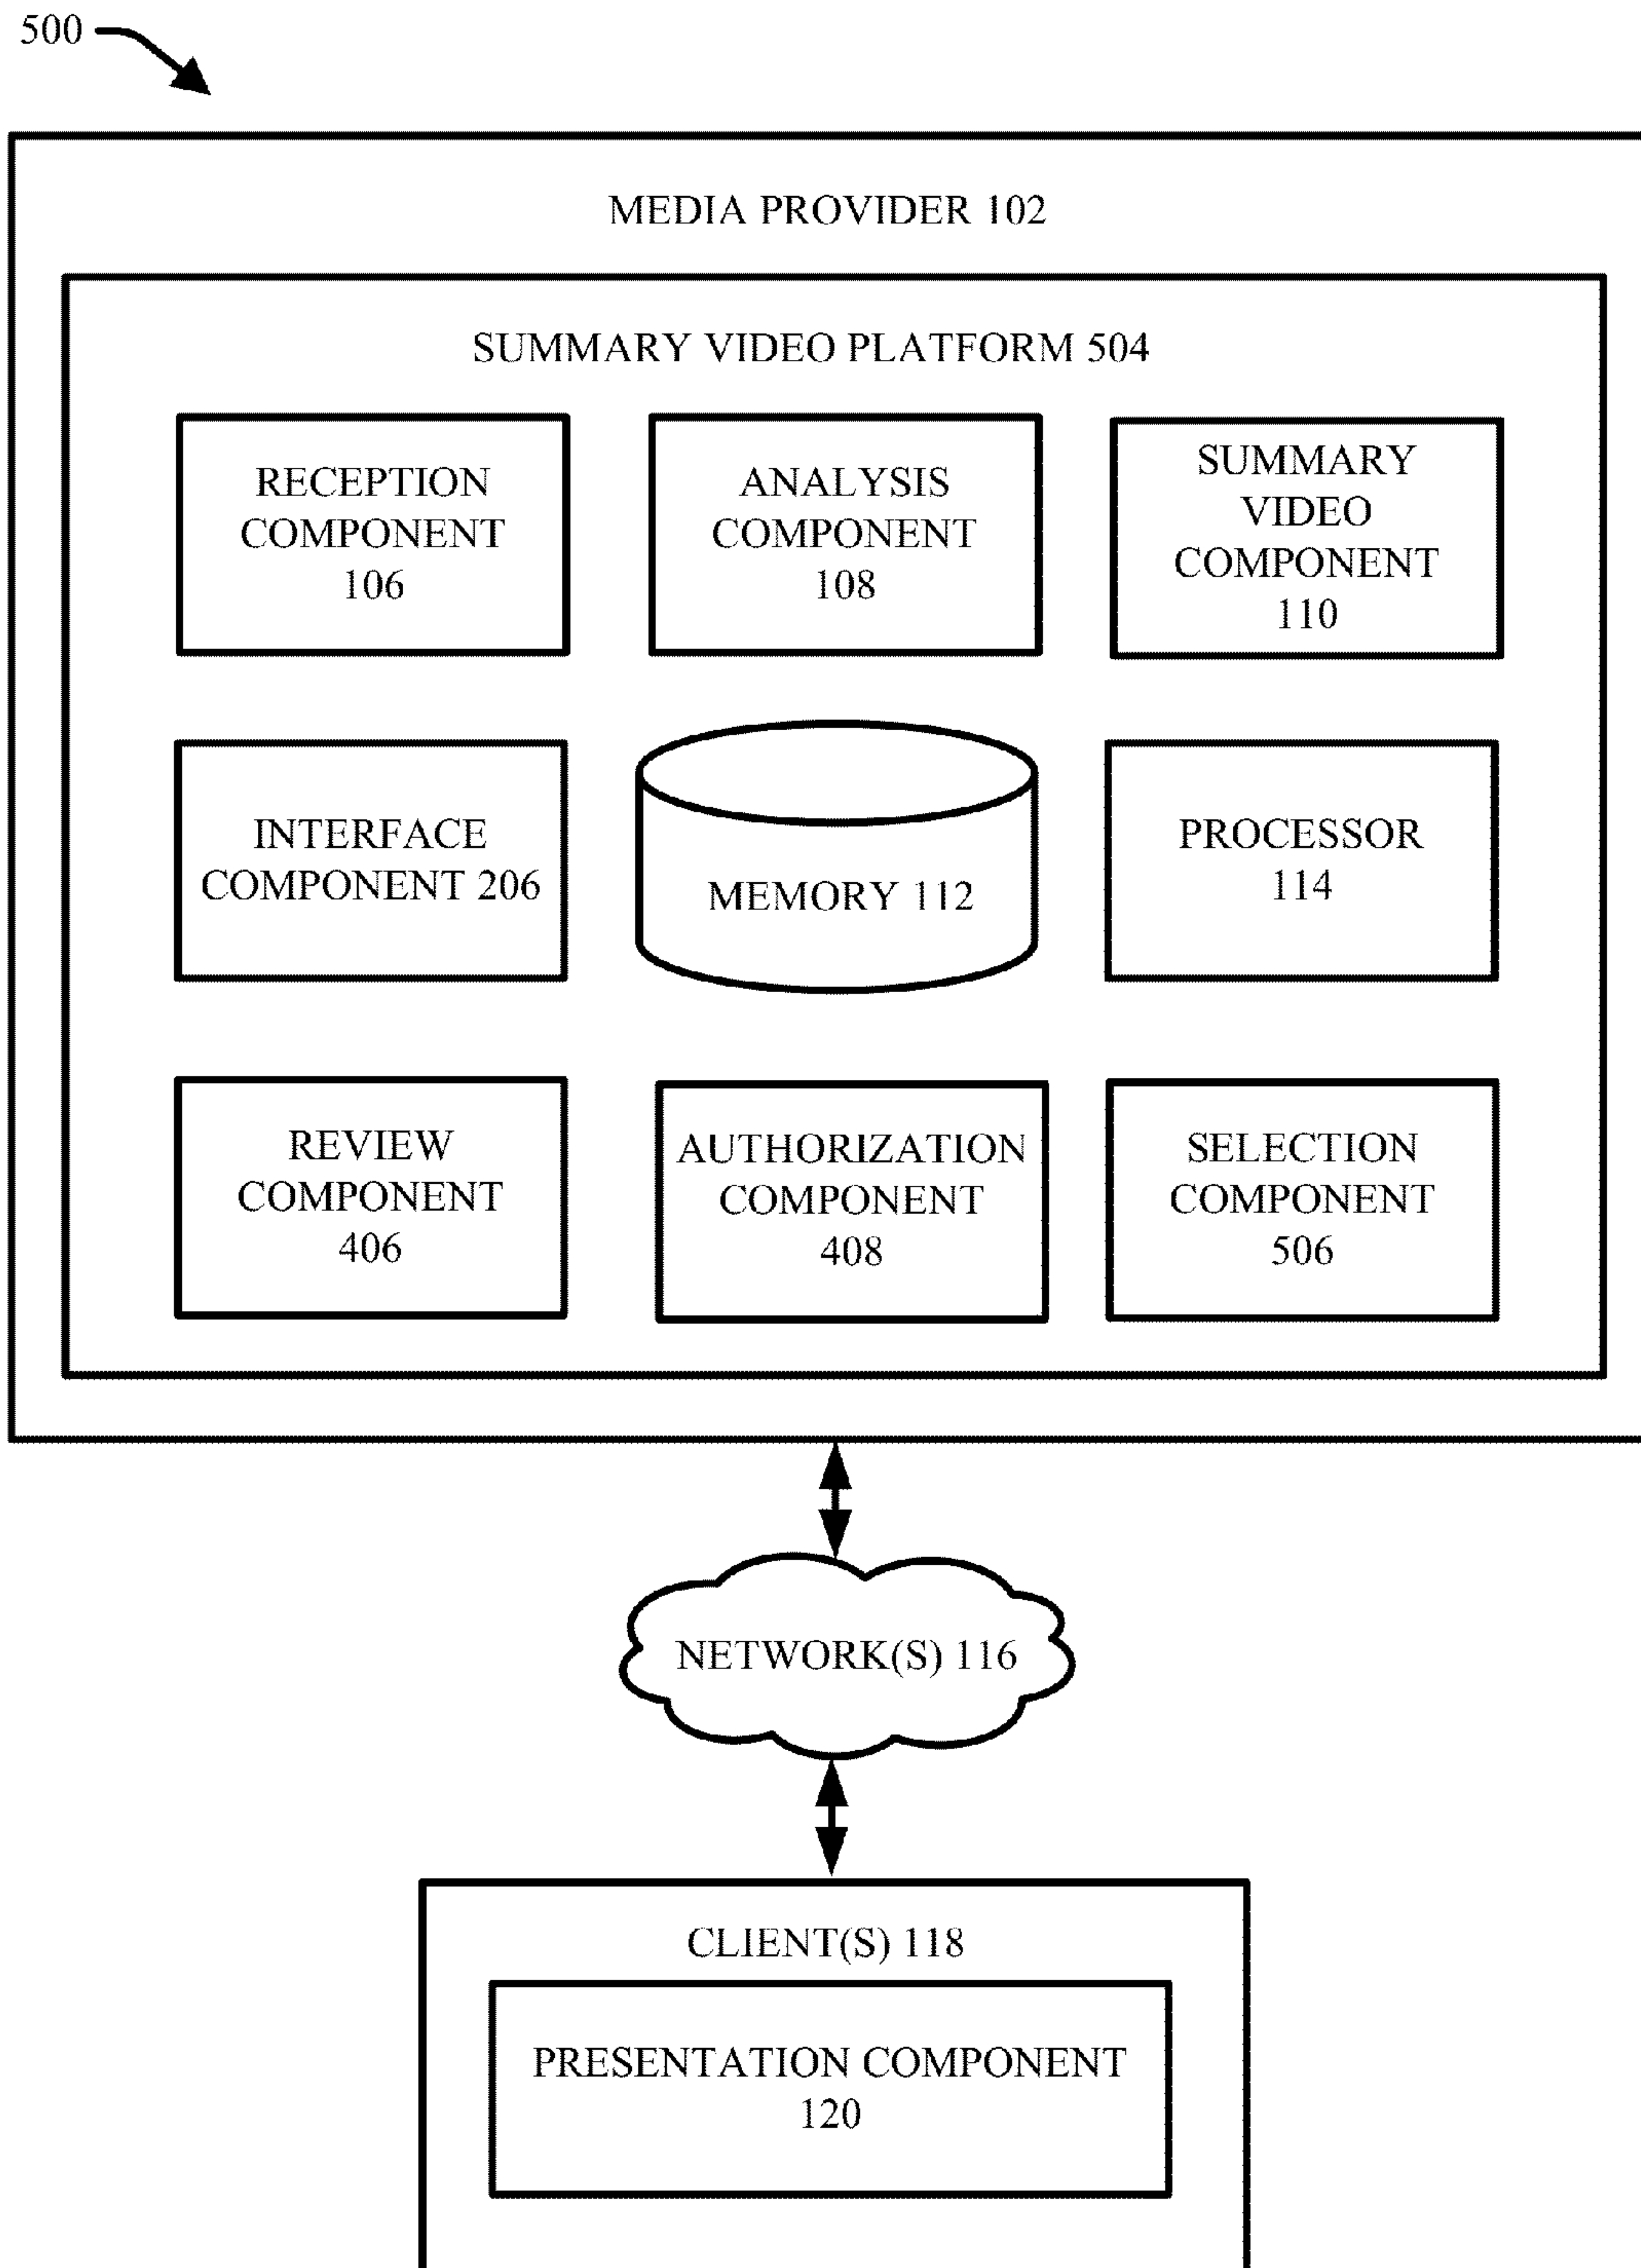 500
MEDIA PROVIDER 102
SUMMARY VIDEO PLATFORM 504
RECEPTION
COMPONENT
106
ANALYSIS
COMPONENT
108
SUMMARY
VIDEO
COMPONENT
110
INTERFACE
COMPONENT 206
MEMORY 112
PROCESSOR
114
REVIEW
COMPONENT
406
AUTHORIZATION
COMPONENT
408
SELECTION
COMPONENT
506
NETWORK(S) 116
CLIENT(S) 118
PRESENTATION COMPONENT
120